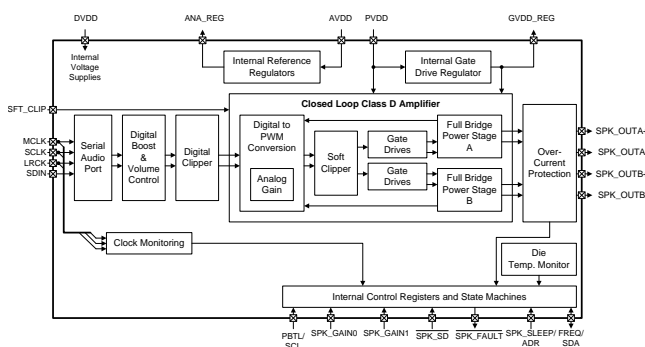 DVDD
ANA_REG
AVDD
PVDD
GVDD_REG
Internal
Voltage
Supplies
Internal Reference
Regulators
Internal Gate
Drive Regulator
SFT_CLIP
Closed Loop Class D Amplifier
MCLK
SCLK
LRCK
SDIN
Serial
Audio
Port
Digital
Boost
&
Volume
Control
Digital
Clipper
Digital to
PWM
Conversion
Analog
Gain
Soft
Clipper
Gate
Drives
Gate
Drives
Full Bridge
Power Stage
A
Full Bridge
Power Stage
B
Over-
Current
Protection
SPK_OUTA-
SPK_OUTA
SPK_OUTB-
SPK_OUTB
Clock Monitoring
Die
Temp. Monitor
Internal Control Registers and State Machines
PBTL/
SCL
SPK_GAIN0
SPK_GAIN1
SPK_SD
SPK_FAULT
SPK_SLEEP/
ADR
FREQ/
SDA